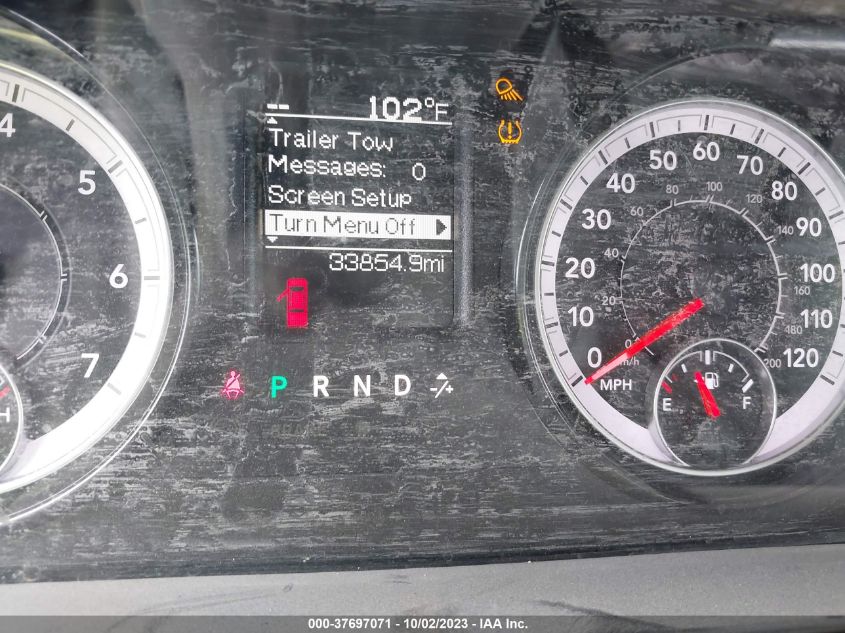 102°F
Trailer Tow
Messages: 0
Screen Setup
Turn Menu Off
33854.9mi
P R N D -/+
4
5
6
7
H
0 10 20 30 40 50 60 70 80 90 100 110 120
MPH
0 20 40 60 80 100 120 140 160 180 200
km/h
E F
000-37697071 - 10/02/2023 - IAA Inc.